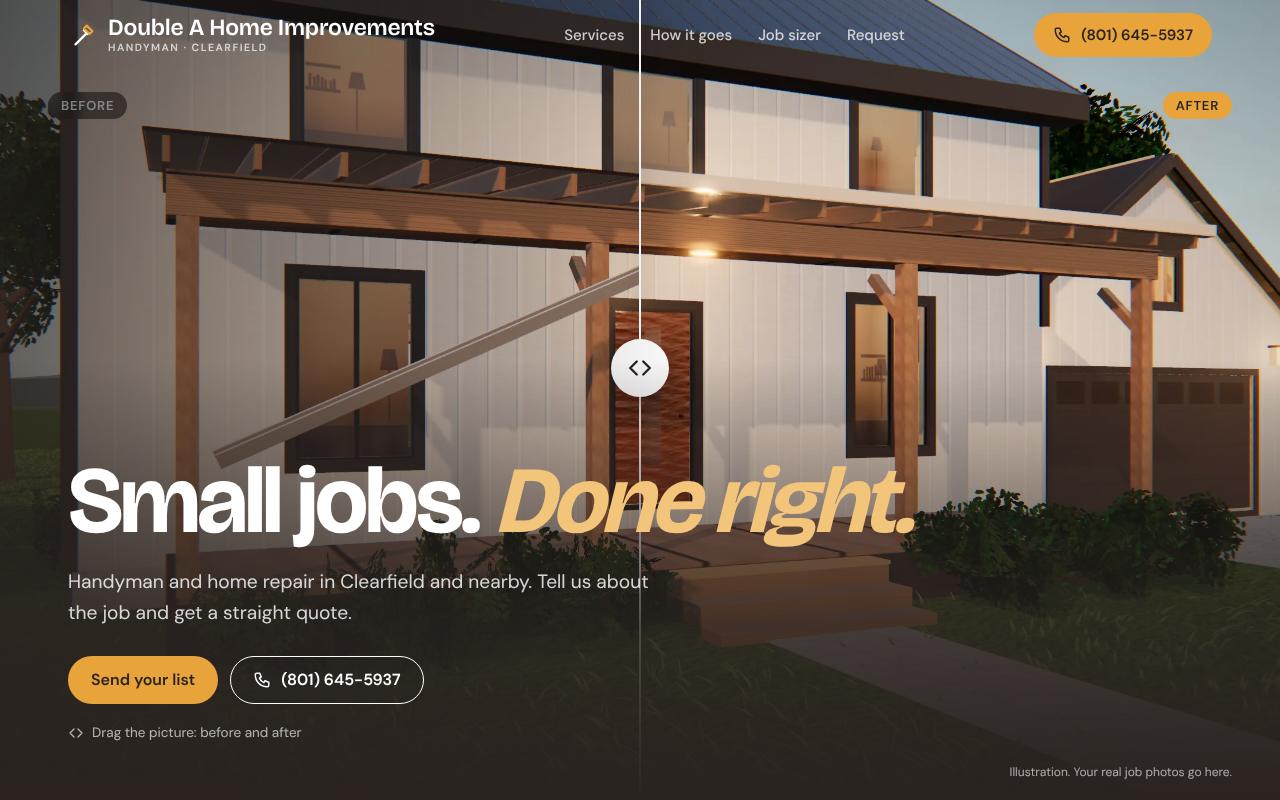 Double A Home Improvements
HANDYMAN · CLEARFIELD
Services
How it goes
Job sizer
Request
(801) 645-5937
BEFORE
AFTER
Small jobs. Done right.
Handyman and home repair in Clearfield and nearby. Tell us about
the job and get a straight quote.
Send your list
(801) 645-5937
Drag the picture: before and after
Illustration. Your real job photos go here.